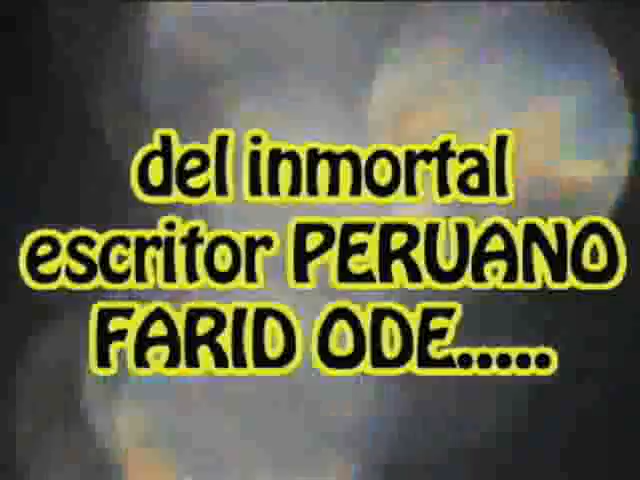 del inmortal
escritor PERUANO
FARID ODE.....